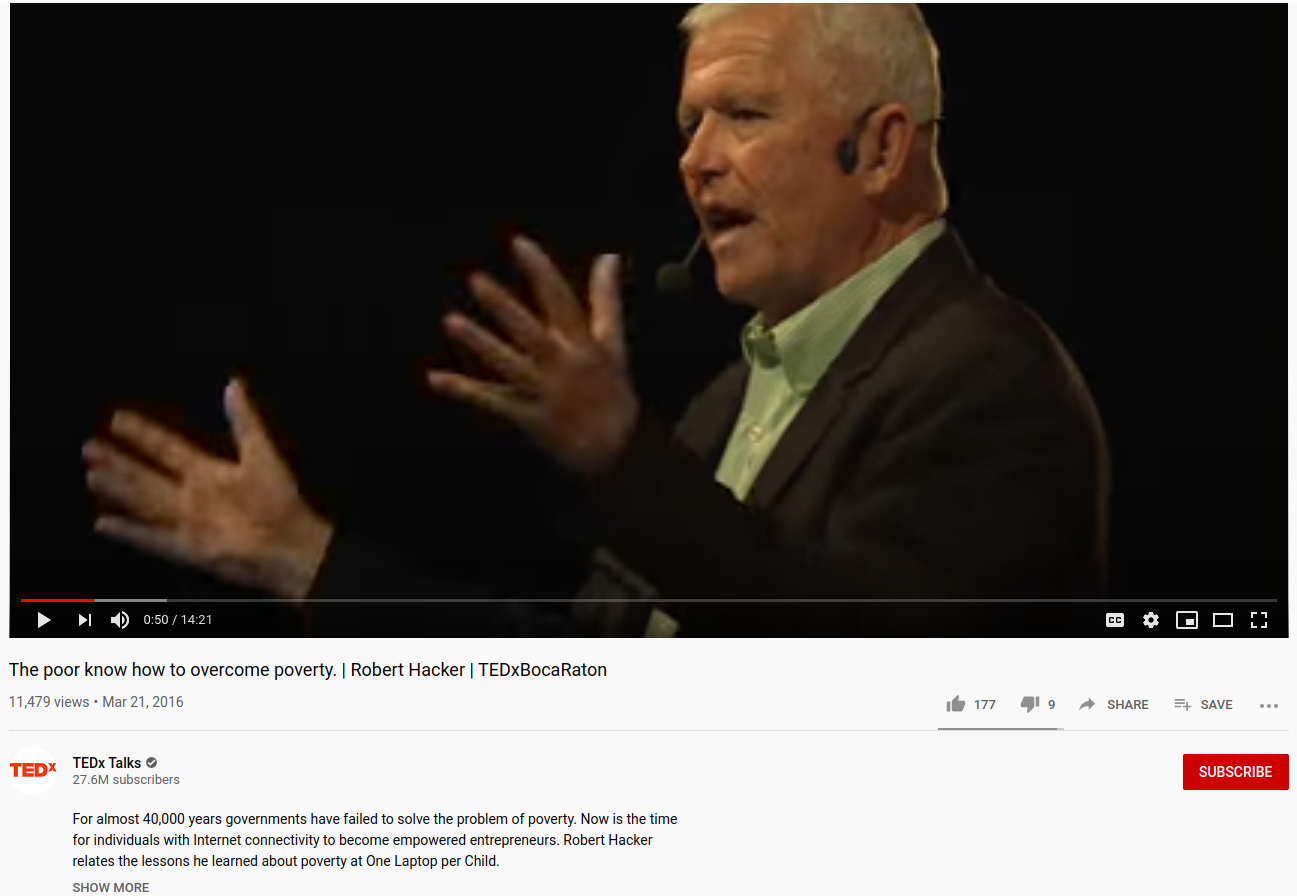 0:50 / 14:21
CC
The poor know how to overcome poverty. | Robert Hacker | TEDxBocaRaton
11,479 views • Mar 21, 2016
177
9
SHARE
SAVE
TEDx
TEDx Talks
27.6M subscribers
SUBSCRIBE
For almost 40,000 years governments have failed to solve the problem of poverty. Now is the time
for individuals with Internet connectivity to become empowered entrepreneurs. Robert Hacker
relates the lessons he learned about poverty at One Laptop per Child.
SHOW MORE